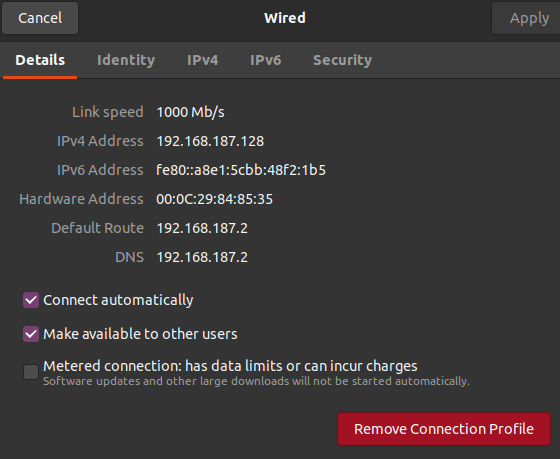 Cancel
Wired
Apply
Details
Identity
IPv4
IPv6
Security
Link speed 1000 Mb/s
IPv4 Address 192.168.187.128
IPv6 Address fe80::a8e1:5cbb:48f2:1b5
Hardware Address 00:0C:29:84:85:35
Default Route 192.168.187.2
DNS 192.168.187.2
Connect automatically
Make available to other users
Metered connection: has data limits or can incur charges
Software updates and other large downloads will not be started automatically.
Remove Connection Profile